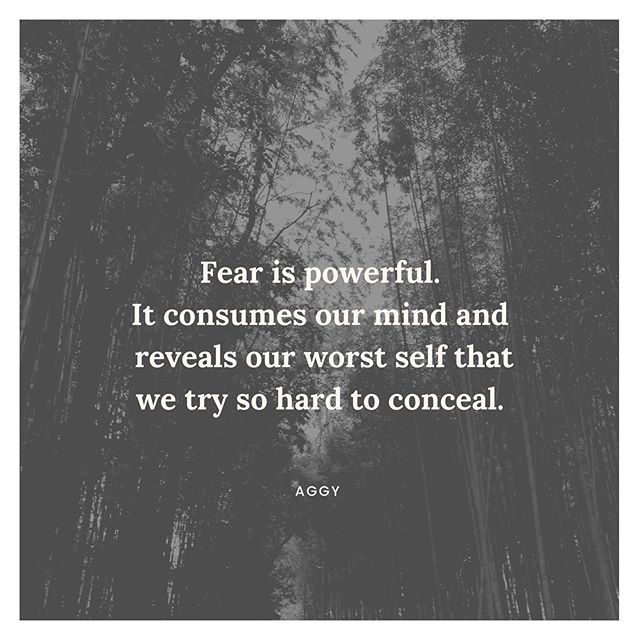 Fear is powerful.
It consumes our mind and
reveals our worst self that
we try so hard to conceal.
AGGY